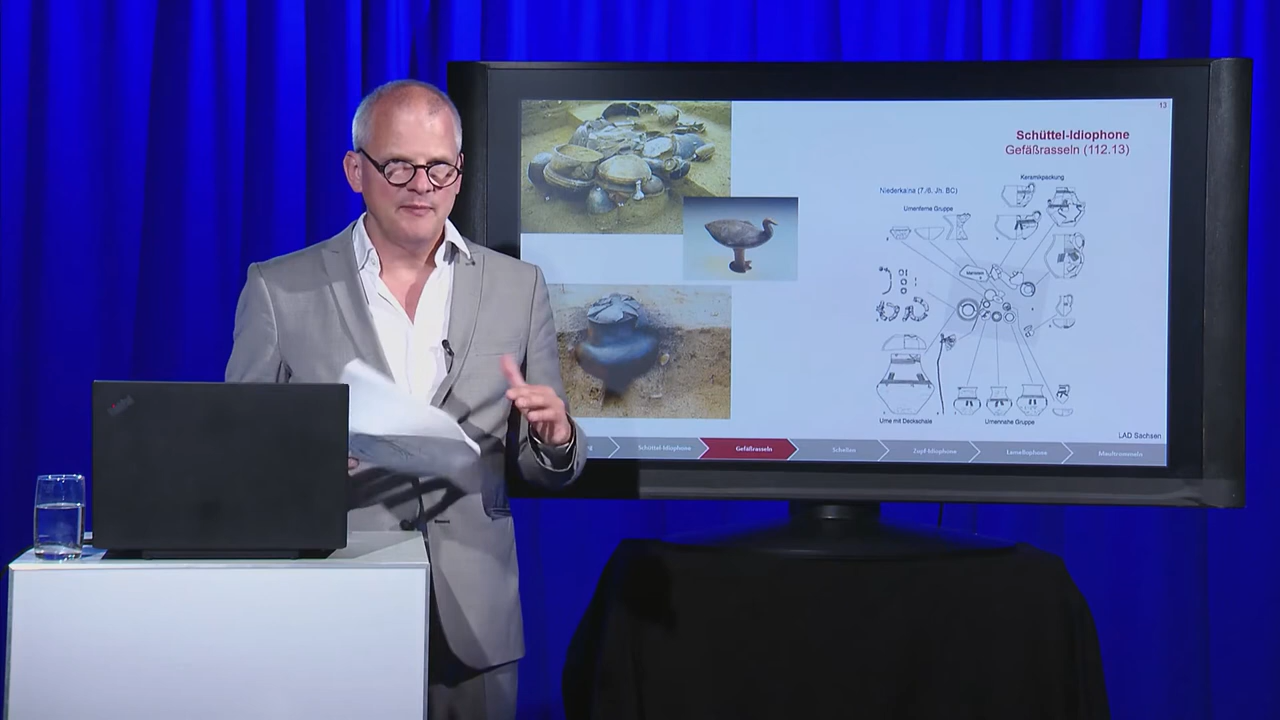 13
Schüttel-Idiophone
Gefäßrasseln (112.13)
Keramikpackung
Niederkaina (7./6. Jh. BC)
Urnenferne Gruppe
Urne mit Deckschale
Urnennahe Gruppe
LAD Sachsen
Schüttel-Idiophone
Gefäßrasseln
Schellen
Zupf-Idiophone
Lamellophone
Maultrommeln